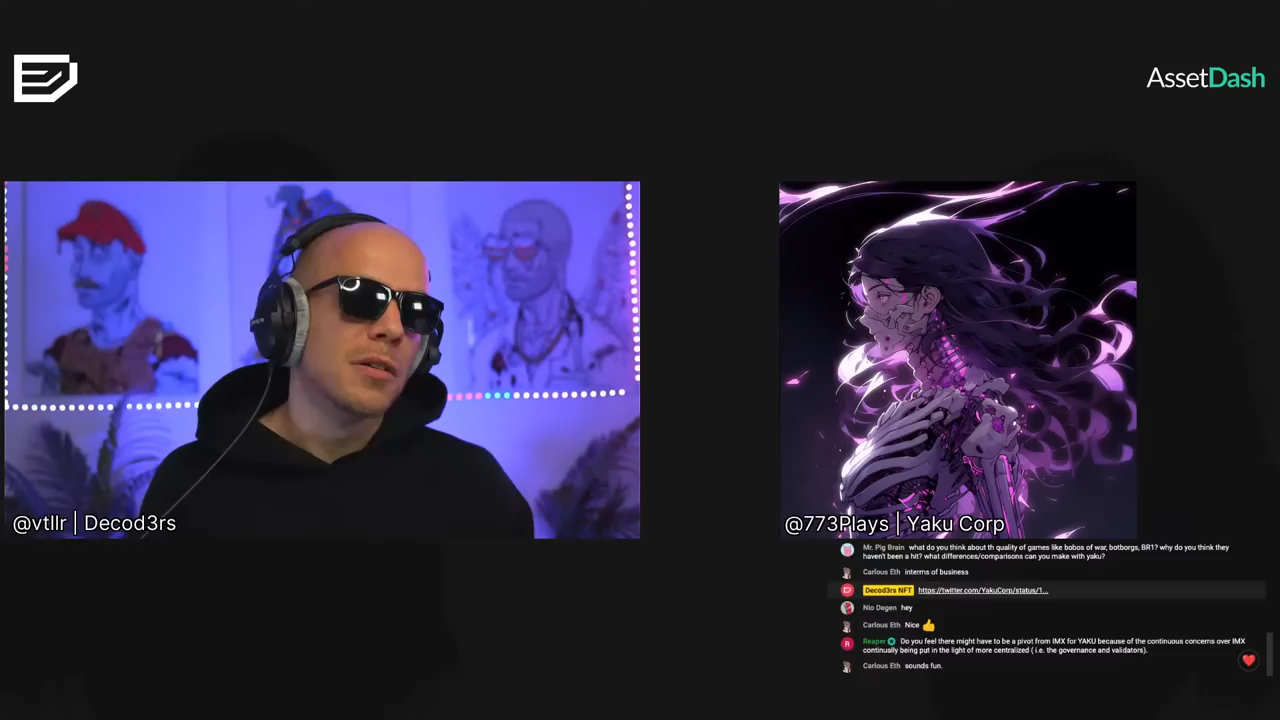 AssetDash
@vtllr | Decod3rs
@773Plays | Yaku Corp
Mr. Pig Brain what do you think about th quality of games like bobos of war, botborgs, BR1? why do you think they
haven't been a hit? what differences/comparisons can you make with yaku?
Carlous Eth interms of business
Decod3rs NFT https://twitter.com/YakuCorp/status/1...
Nio Degen hey
Carlous Eth Nice 👍
R
Reaper Do you feel there might have to be a pivot from IMX for YAKU because of the continuous concerns over IMX
continually being put in the light of more centralized ( i.e. the governance and validators).
Carlous Eth sounds fun.